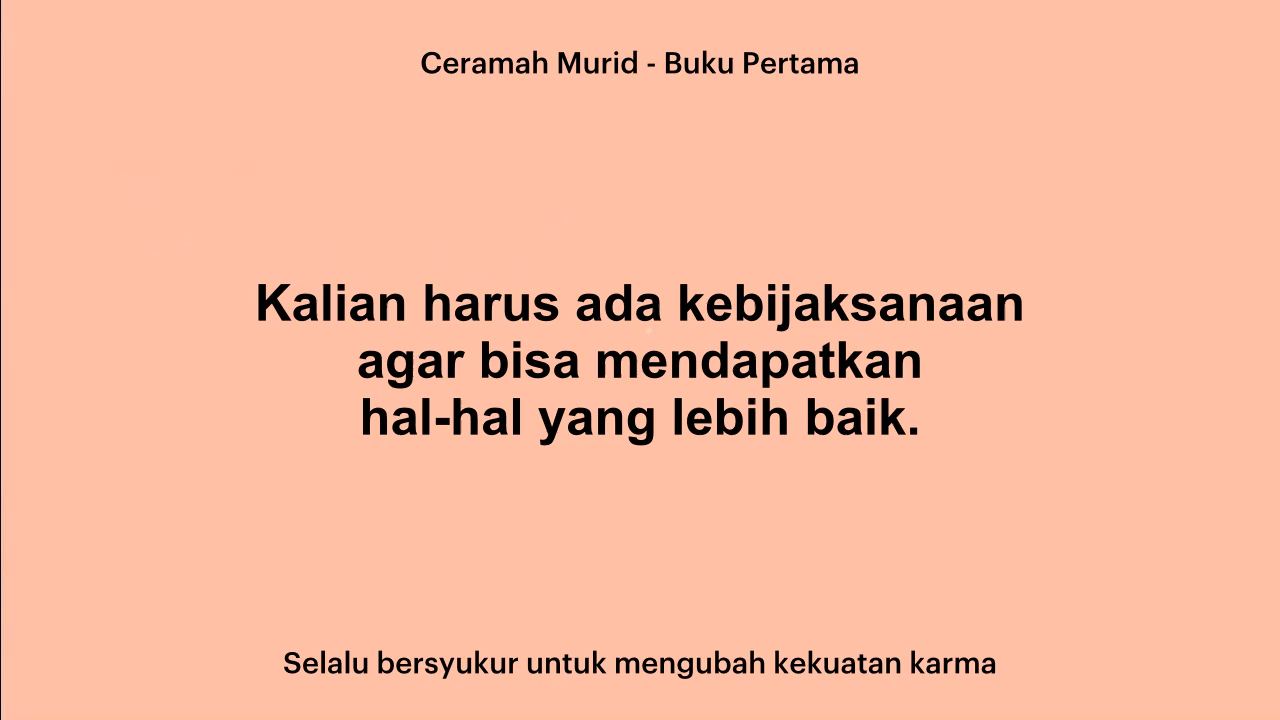 Ceramah Murid - Buku Pertama
Kalian harus ada kebijaksanaan
agar bisa mendapatkan
hal-hal yang lebih baik.
Selalu bersyukur untuk mengubah kekuatan karma